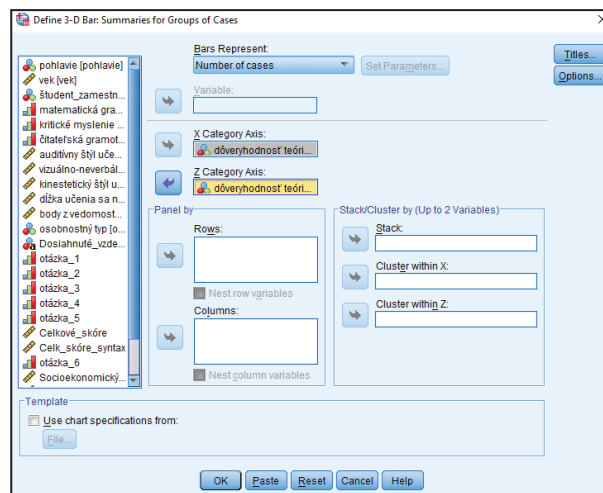 Define 3-D Bar: Summaries for Groups of Cases
pohlavie [pohlavie]
vek [vek]
študent_zamestn...
matematická gra...
kritické myslenie ...
čitateľská gramot...
auditívny štýl uče...
vizuálno-neverbál...
kinestetický štýl u...
dĺžka učenia sa n...
body z vedomost...
osobnostný typ [o...
Dosiahnuté_vzde...
otázka_1
otázka_2
otázka_3
otázka_4
otázka_5
Celkové_skóre
Celk_skóre_syntax
otázka_6
Socioekonomický...
Bars Represent:
Number of cases
Set Parameters...
Variable:
X Category Axis:
dôveryhodnosť teóri...
Z Category Axis:
dôveryhodnosť teóri...
Panel by
Rows:
Nest row variables
Columns:
Nest column variables
Stack/Cluster by (Up to 2 Variables)
Stack:
Cluster within X:
Cluster within Z:
Titles...
Options...
Template
Use chart specifications from:
File...
OK Paste Reset Cancel Help